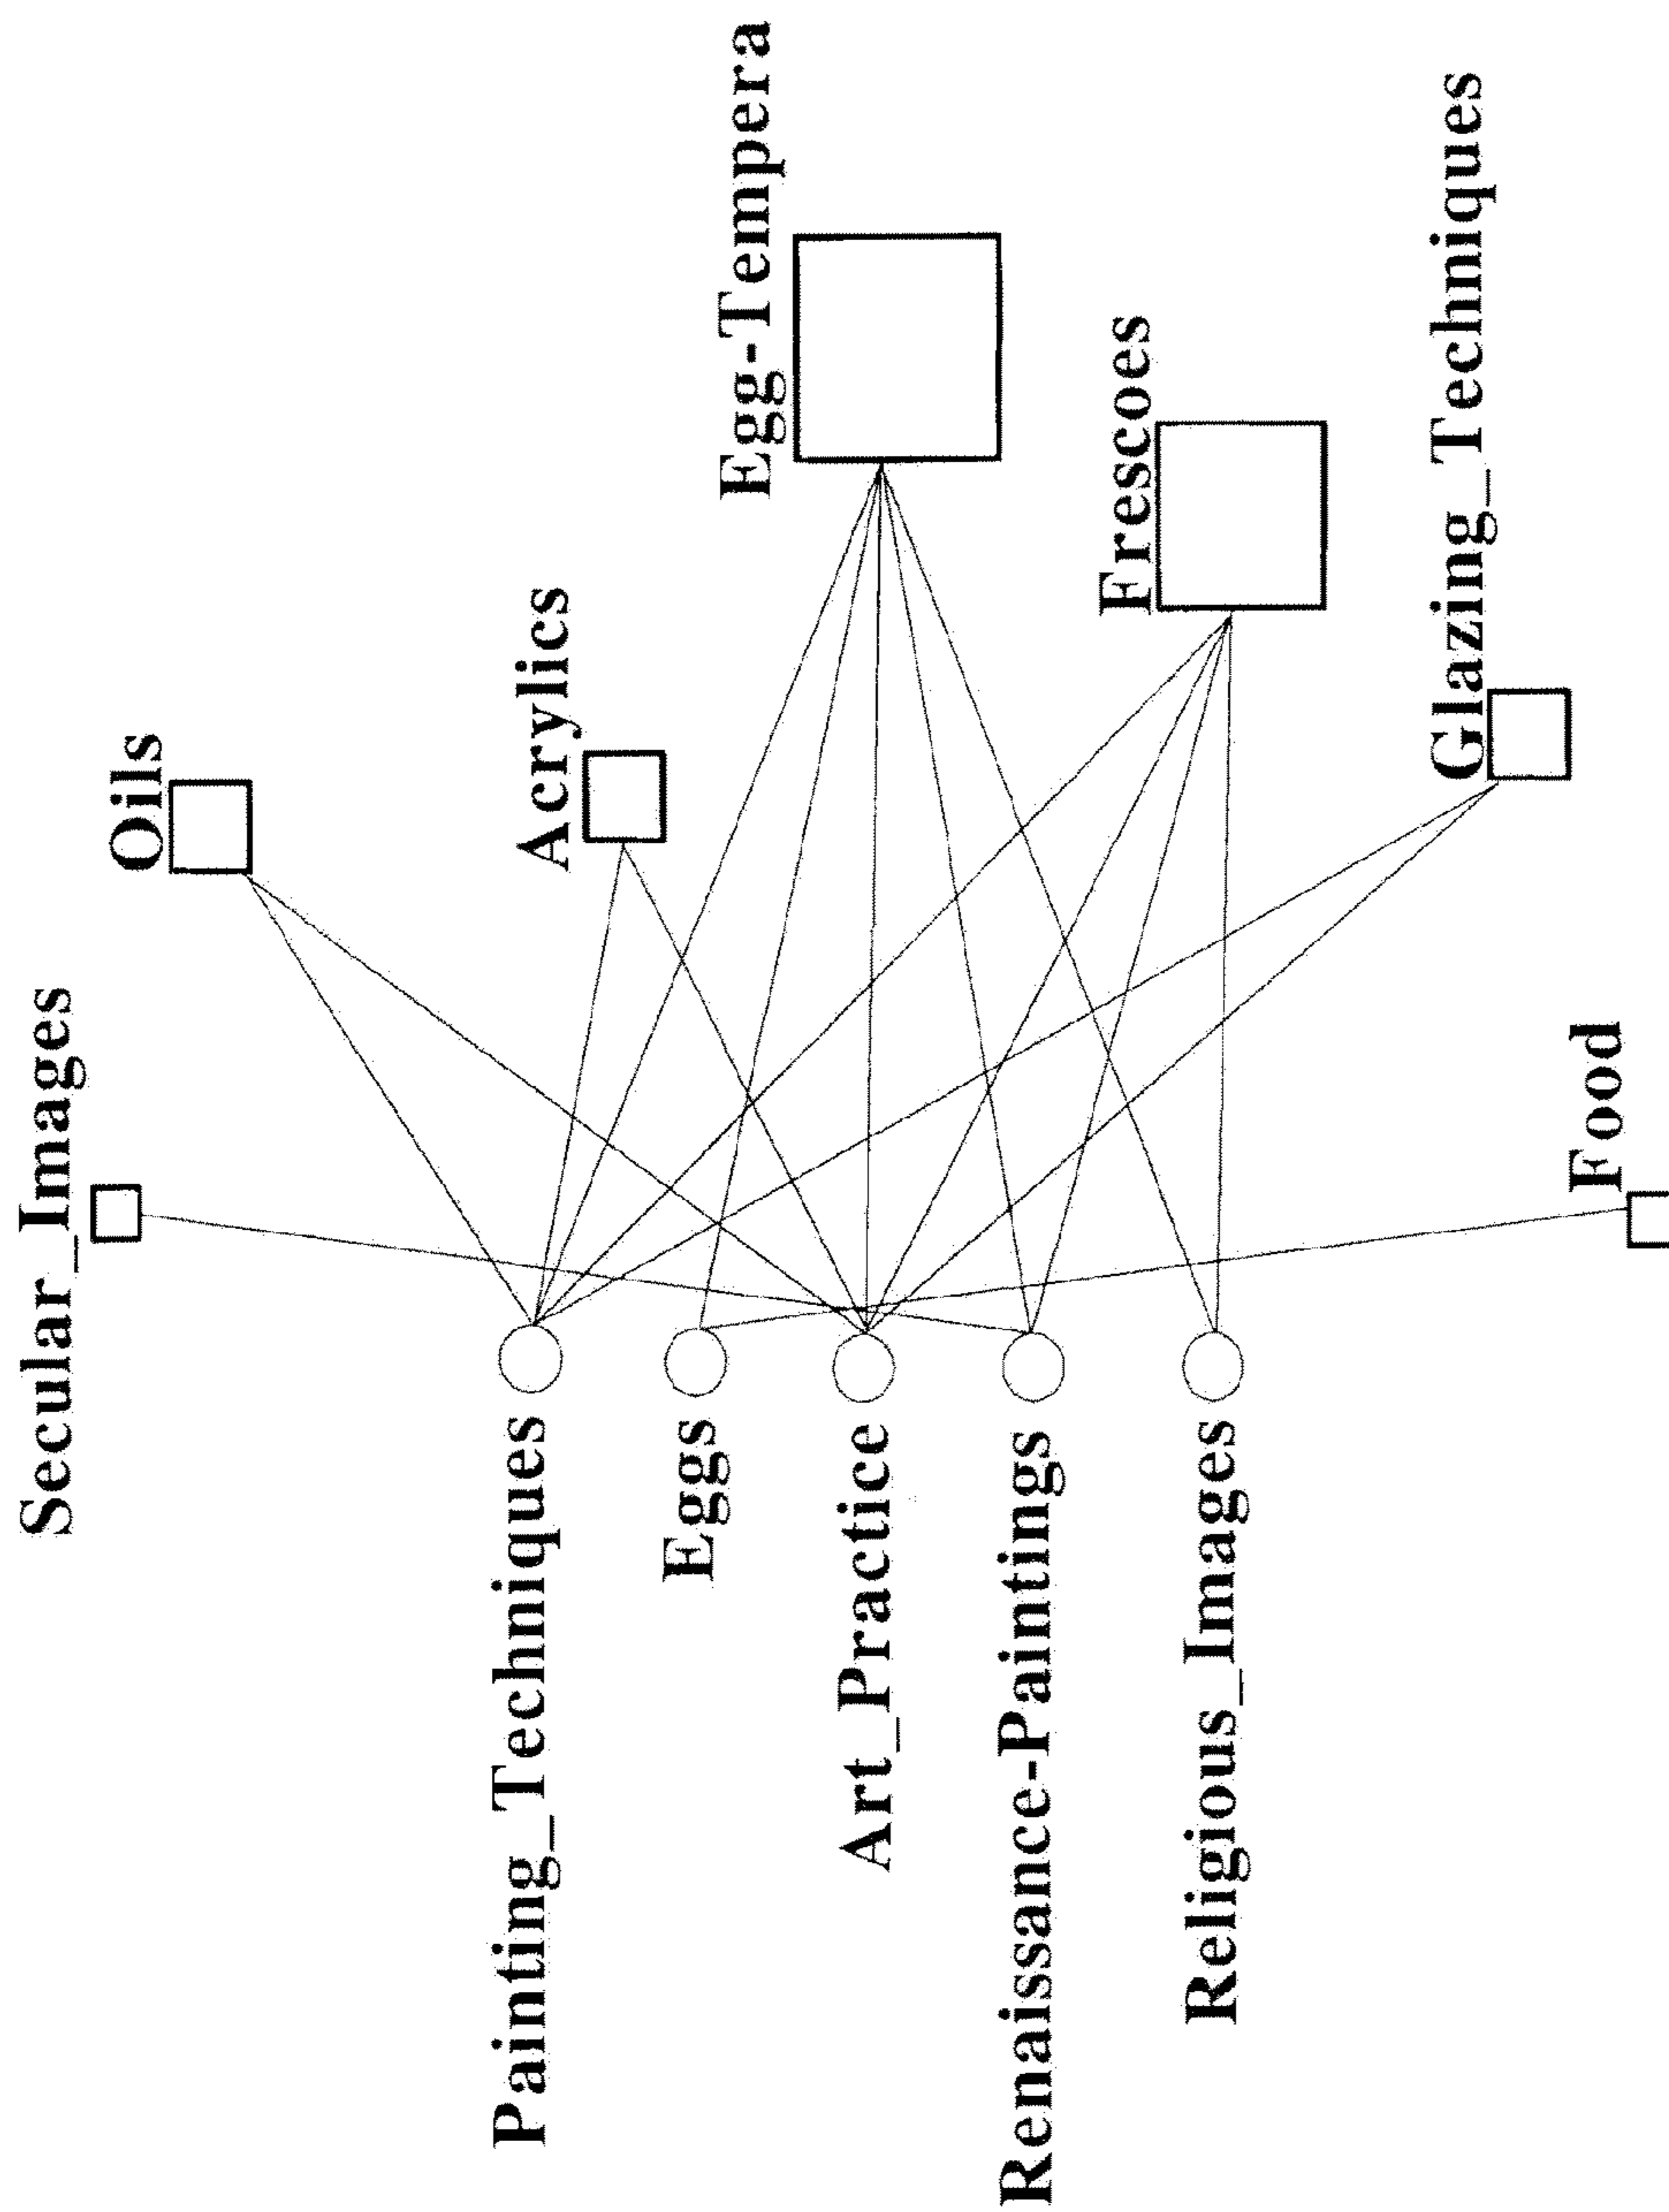 Secular_Images
Oils
Acrylics
Egg-Tempera
Frescoes
Glazing_Techniques
Food
Painting_Techniques
Eggs
Art_Practice
Renaissance-Paintings
Religious_Images